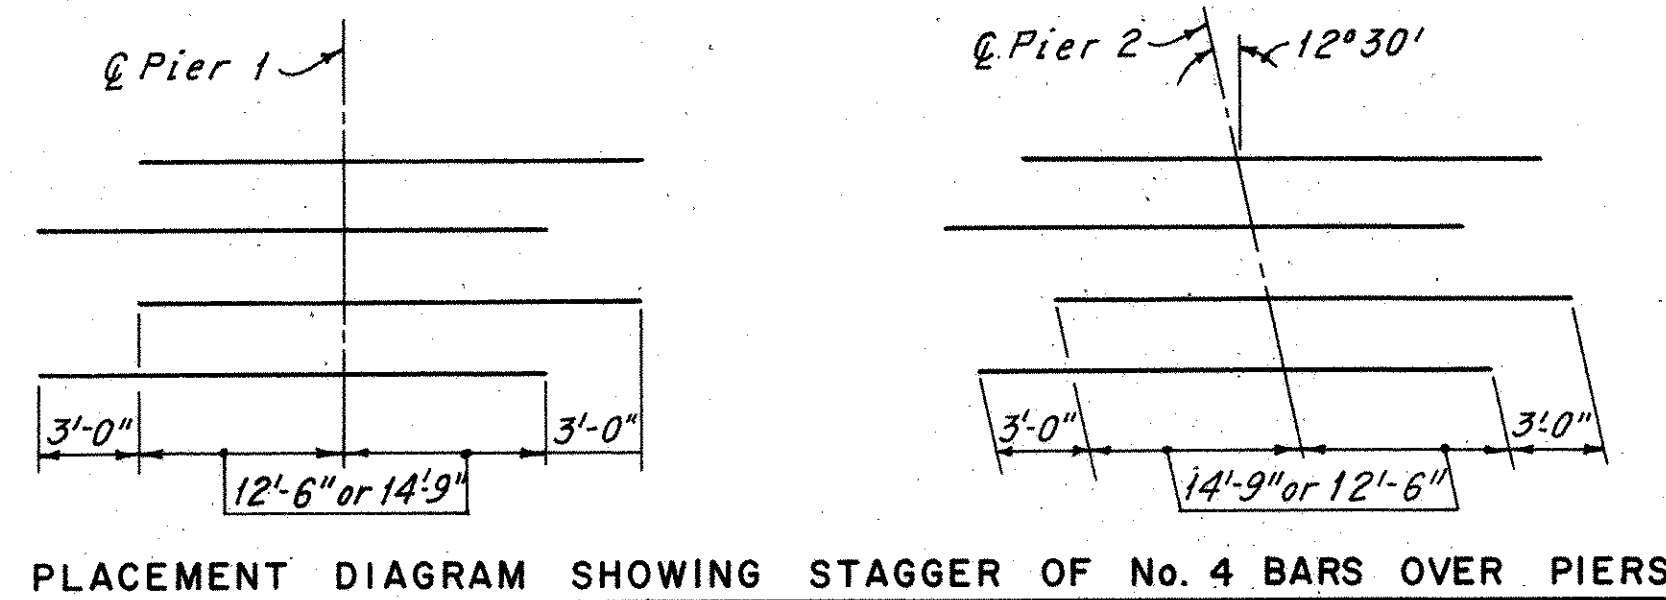 ℄ Pier 1
℄ Pier 2
12°30'
3'-0"
3'-0"
12'-6" or 14'-9"
3'-0"
3'-0"
14'-9" or 12'-6"
PLACEMENT DIAGRAM SHOWING STAGGER OF No. 4 BARS OVER PIERS